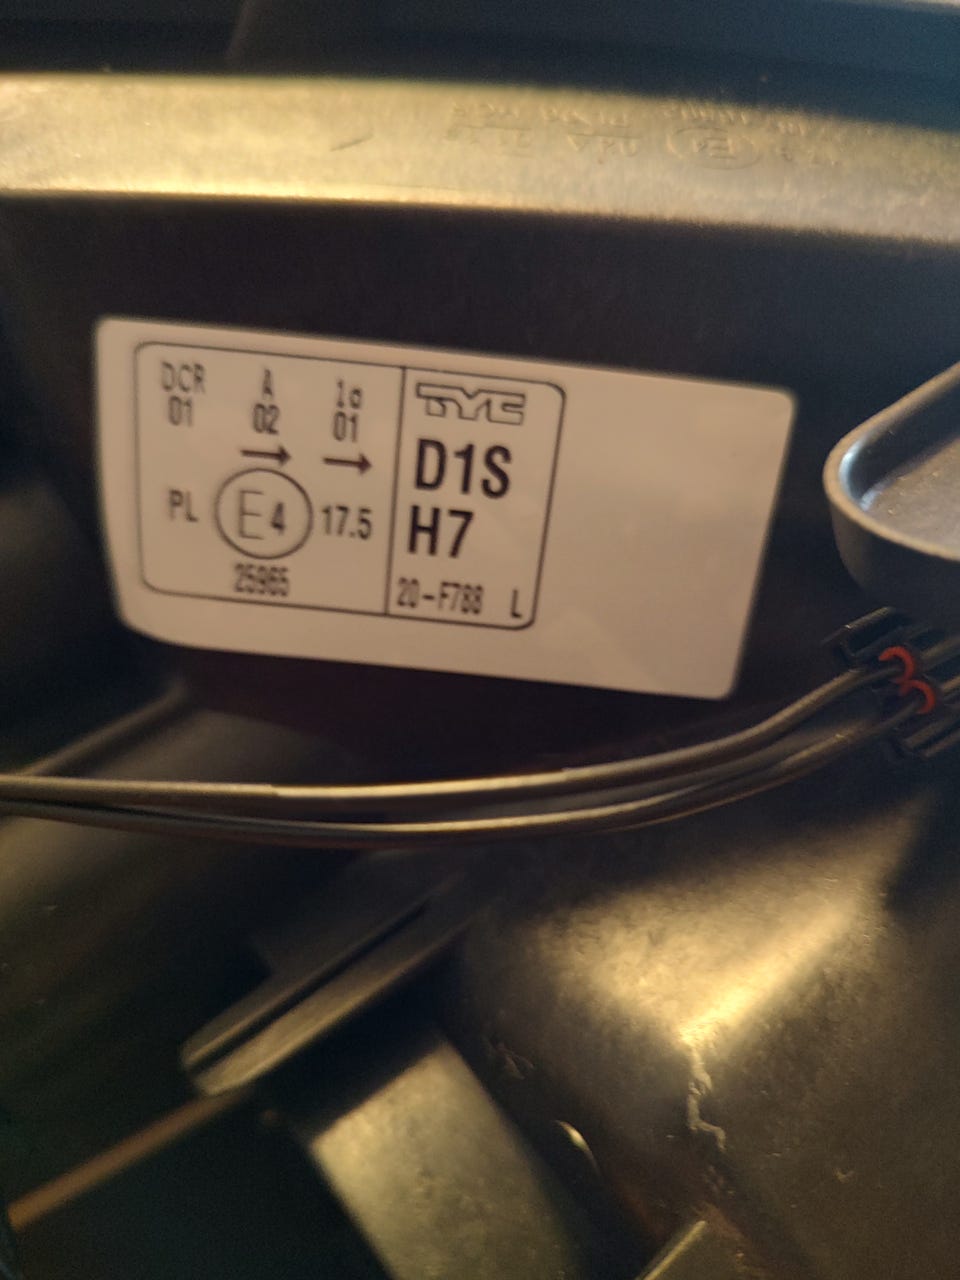 DCR A 1a
01 02 01
→ →
PL E4 17.5
25965
TYC
D1S
H7
20-F788 L